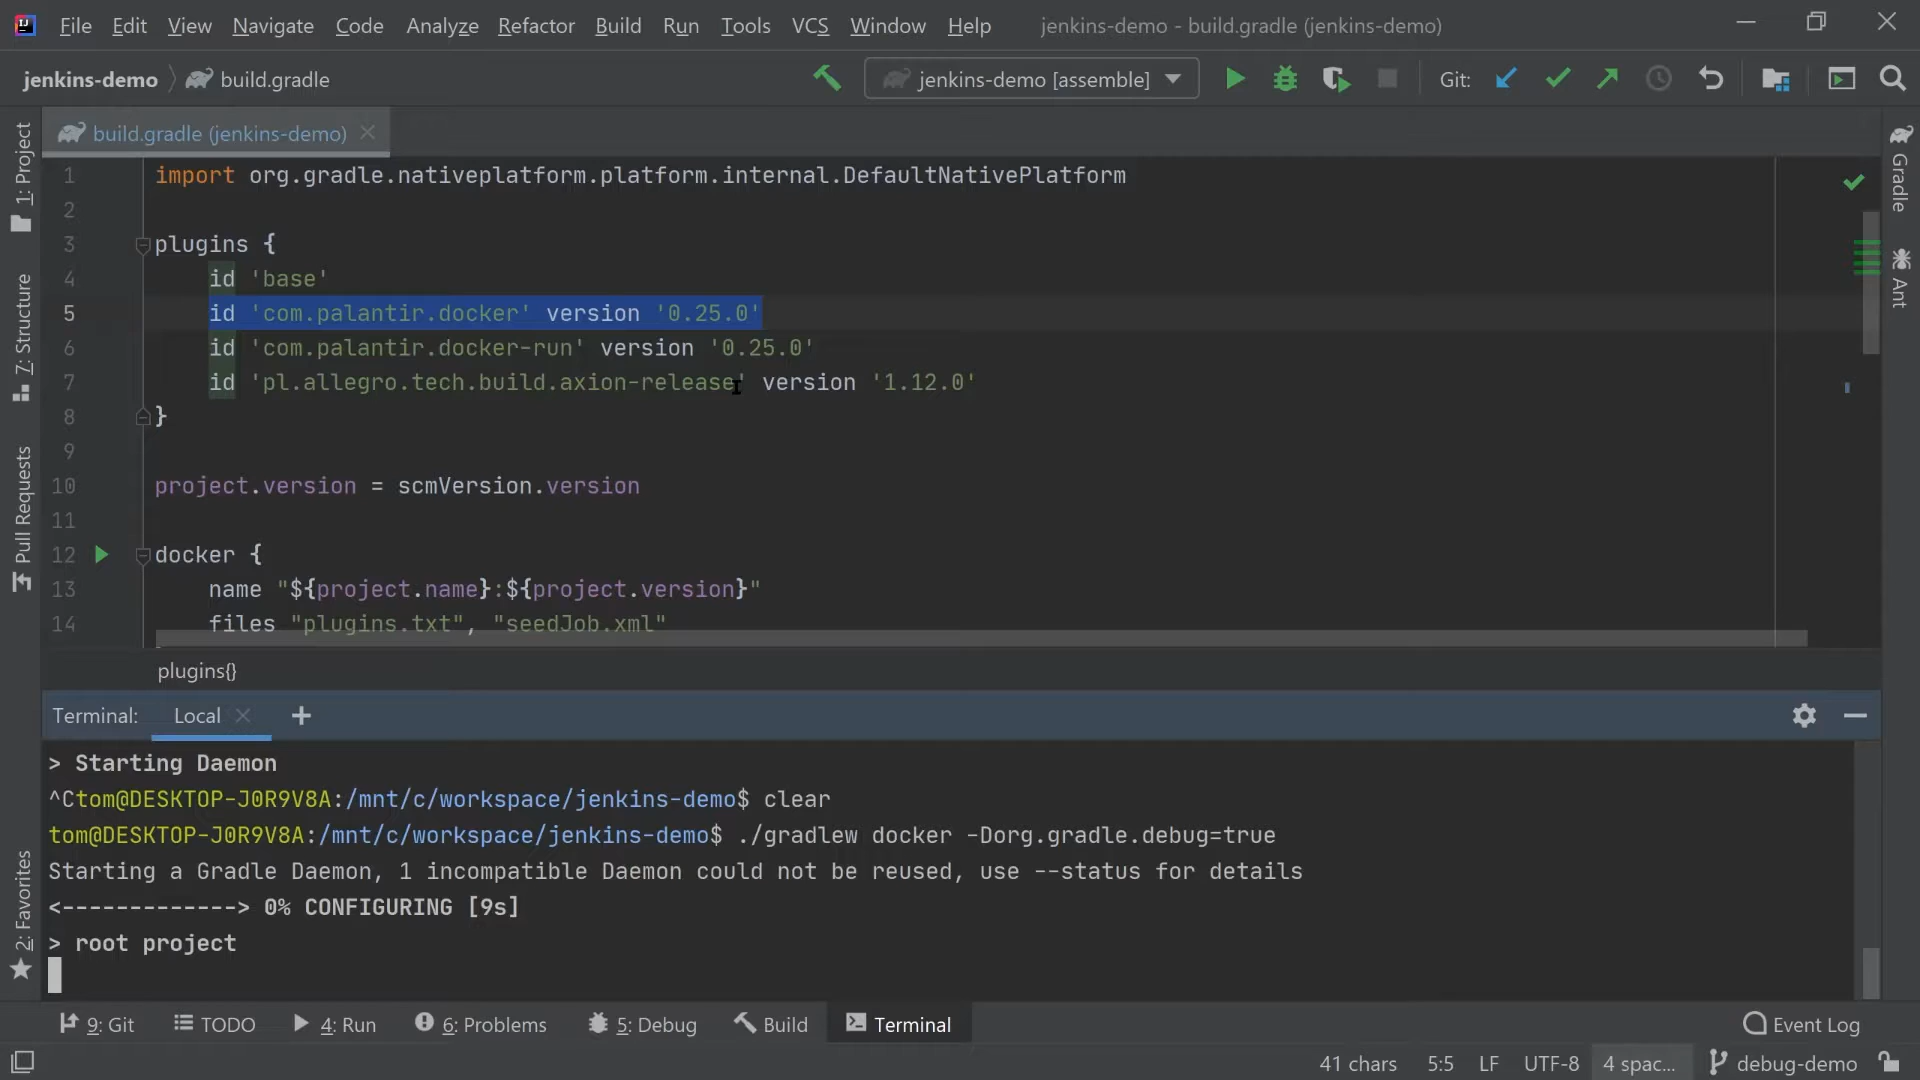 File Edit View Navigate Code Analyze Refactor Build Run Tools VCS Window Help jenkins-demo - build.gradle (jenkins-demo)
jenkins-demo build.gradle jenkins-demo [assemble] Git:
build.gradle (jenkins-demo)
1: Project
7: Structure
Pull Requests
2: Favorites
Gradle
Ant
1 import org.gradle.nativeplatform.platform.internal.DefaultNativePlatform
2
3 plugins {
4 id 'base'
5 id 'com.palantir.docker' version '0.25.0'
6 id 'com.palantir.docker-run' version '0.25.0'
7 id 'pl.allegro.tech.build.axion-release' version '1.12.0'
8 }
9
10 project.version = scmVersion.version
11
12 docker {
13 name "${project.name}:${project.version}"
14 files "plugins.txt", "seedJob.xml"
plugins{}
Terminal: Local
> Starting Daemon
^Ctom@DESKTOP-J0R9V8A:/mnt/c/workspace/jenkins-demo$ clear
tom@DESKTOP-J0R9V8A:/mnt/c/workspace/jenkins-demo$ ./gradlew docker -Dorg.gradle.debug=true
Starting a Gradle Daemon, 1 incompatible Daemon could not be reused, use --status for details
<-------------> 0% CONFIGURING [9s]
> root project
9: Git TODO 4: Run 6: Problems 5: Debug Build Terminal Event Log
41 chars 5:5 LF UTF-8 4 spac... debug-demo